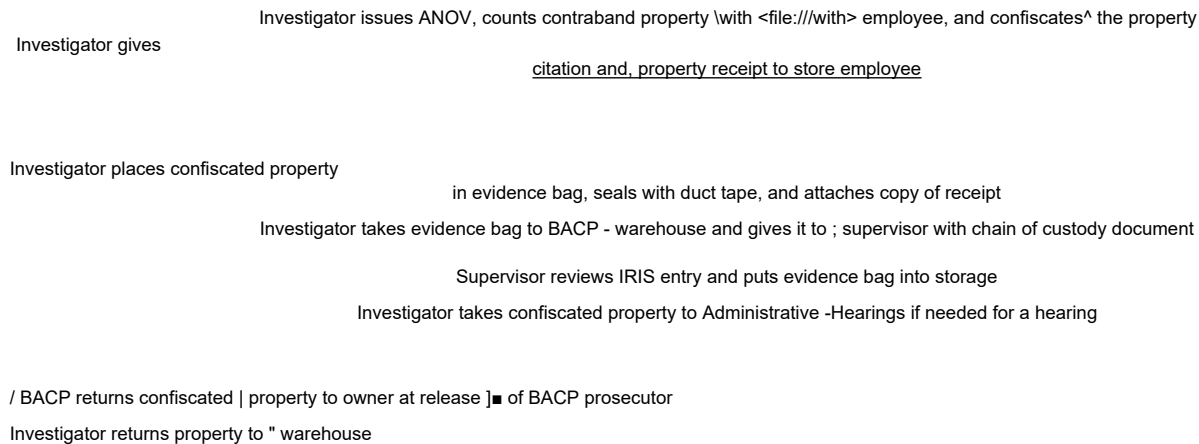 Investigator issues ANOV, counts contraband property \with <file:///with> employee, and confiscates^ the property
Investigator gives
citation and, property receipt to store employee
Investigator places confiscated property
in evidence bag, seals with duct tape, and attaches copy of receipt
Investigator takes evidence bag to BACP - warehouse and gives it to ; supervisor with chain of custody document
Supervisor reviews IRIS entry and puts evidence bag into storage
Investigator takes confiscated property to Administrative -Hearings if needed for a hearing
/ BACP returns confiscated | property to owner at release ]■ of BACP prosecutor
Investigator returns property to " warehouse